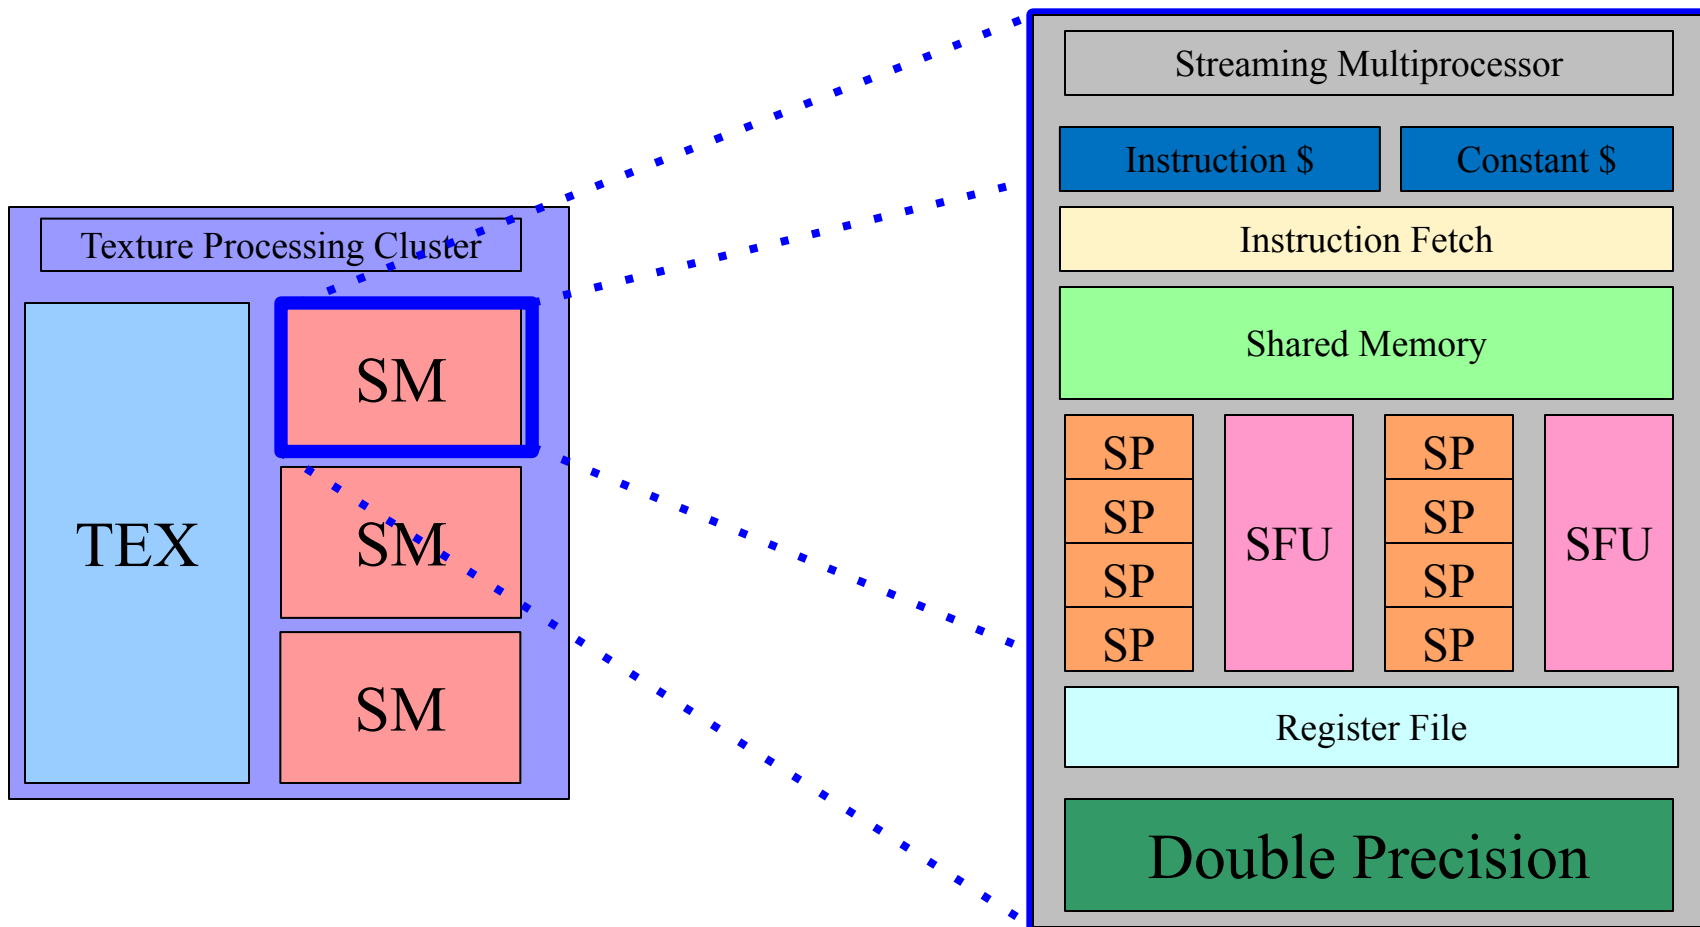 Texture Processing Cluster
TEX
SM
SM
SM
Streaming Multiprocessor
Instruction $
Constant $
Instruction Fetch
Shared Memory
SP
SP
SP
SP
SFU
SP
SP
SP
SP
SFU
Register File
Double Precision